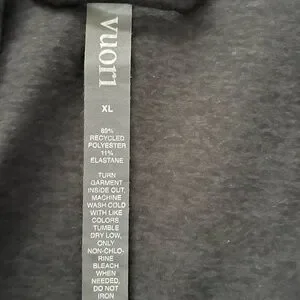 vuori
XL
89%
RECYCLED
POLYESTER
11%
ELASTANE
TURN
GARMENT
INSIDE OUT,
MACHINE
WASH COLD
WITH LIKE
COLORS,
TUMBLE
DRY LOW,
ONLY
NON-CHLO-
RINE
BLEACH
WHEN
NEEDED,
DO NOT
IRON